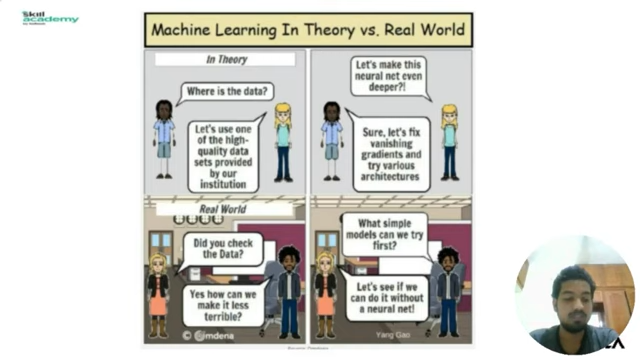 Skill
academy
Machine Learning In Theory vs. Real World
In Theory
Where is the data?
Let's use one
of the high-
quality data
sets provided
by our
institution
Let's make this
neural net even
deeper?!
Sure, let's fix
vanishing
gradients and
try various
architectures
Real World
Did you check
the Data?
Yes how can we
make it less
terrible?
What simple
models can we try
first?
Let's see if we
can do it without
a neural net!
Yang Gao